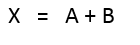 X = A + B